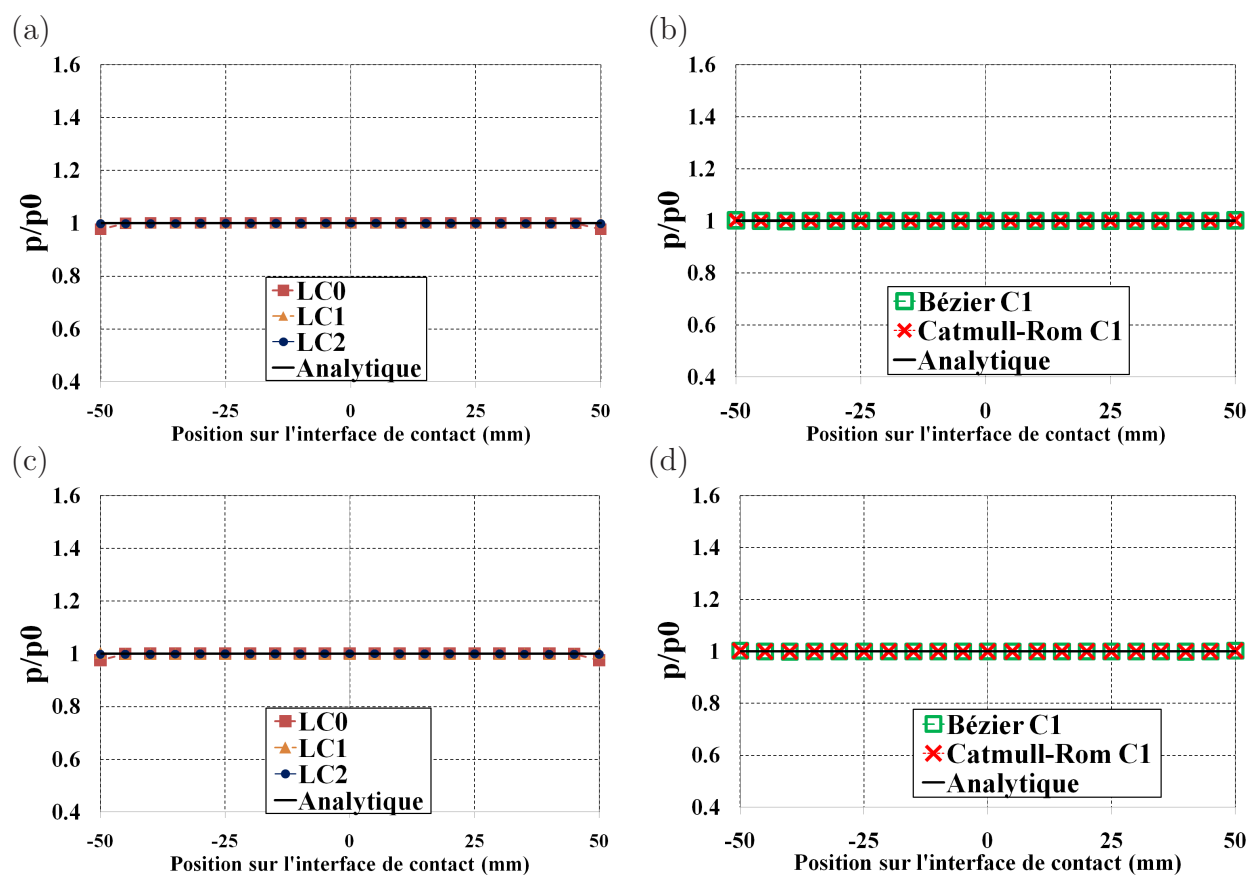 (a)
1.6
1.4
1.2
1
0.8
0.6
0.4
p/p0
LC0
LC1
LC2
Analytique
-50 -25 0 25 50
Position sur l'interface de contact (mm)
(b)
1.6
1.4
1.2
1
0.8
0.6
0.4
p/p0
Bézier C1
Catmull-Rom C1
Analytique
-50 -25 0 25 50
Position sur l'interface de contact (mm)
(c)
1.6
1.4
1.2
1
0.8
0.6
0.4
p/p0
LC0
LC1
LC2
Analytique
-50 -25 0 25 50
Position sur l'interface de contact (mm)
(d)
1.6
1.4
1.2
1
0.8
0.6
0.4
p/p0
Bézier C1
Catmull-Rom C1
Analytique
-50 -25 0 25 50
Position sur l'interface de contact (mm)